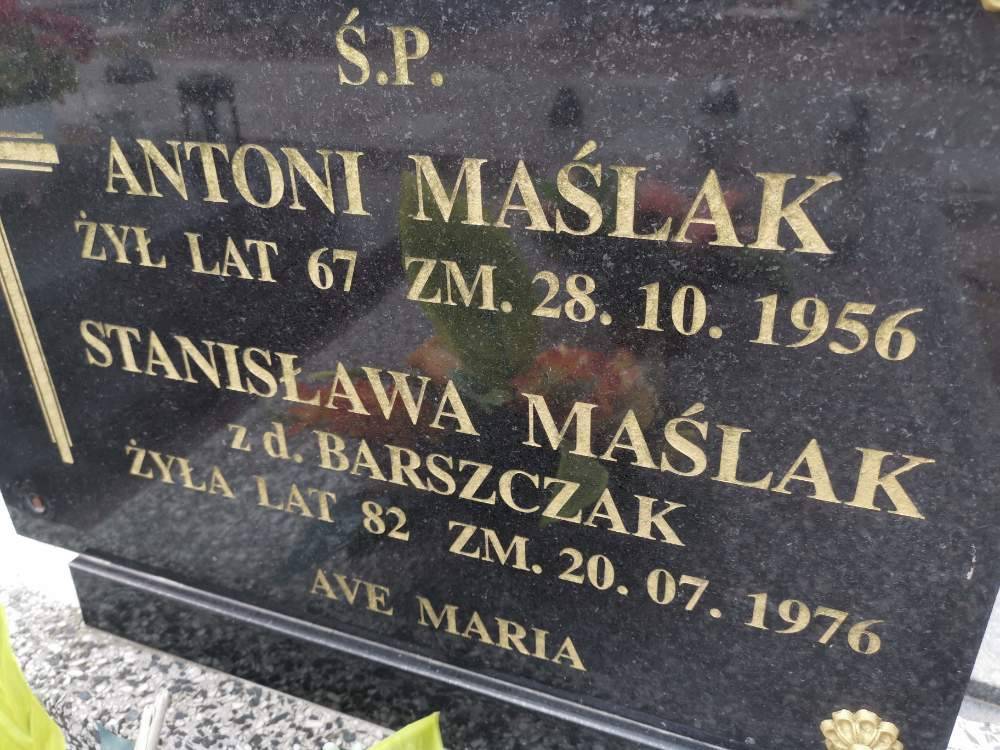 Ś.P.
ANTONI MAŚLAK
ŻYŁ LAT 67 ZM. 28. 10. 1956
STANISŁAWA MAŚLAK
z d. BARSZCZAK
ŻYŁA LAT 82 ZM. 20. 07. 1976
AVE MARIA